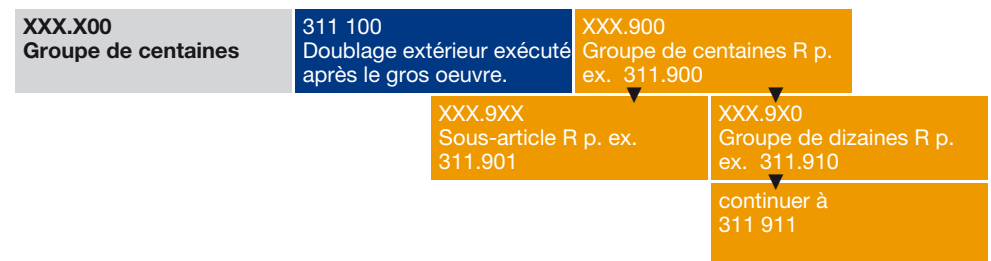 XXX.X00
Groupe de centaines
311 100
Doublage extérieur exécuté
après le gros oeuvre.
XXX.900
Groupe de centaines R p.
ex. 311.900
XXX.9XX
Sous-article R p. ex.
311.901
XXX.9X0
Groupe de dizaines R p.
ex. 311.910
continuer à
311 911